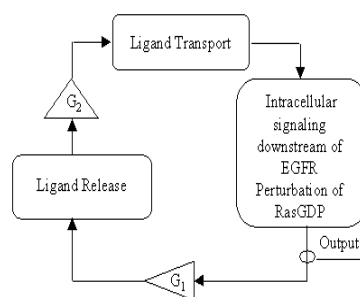 Ligand Transport
G2
Intracellular
signaling
downstream of
EGFR
Perturbation of
RasGDP
Ligand Release
Output
G1